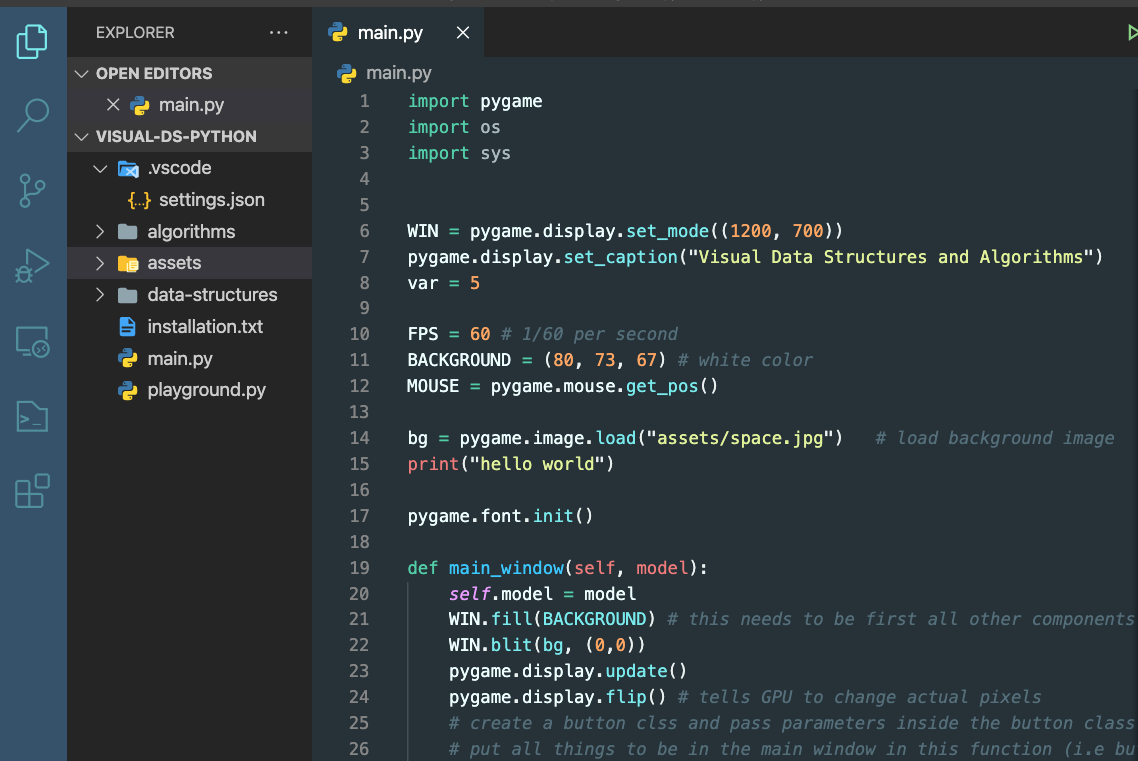 EXPLORER
...
OPEN EDITORS
main.py
VISUAL-DS-PYTHON
.vscode
{..} settings.json
algorithms
assets
data-structures
installation.txt
main.py
playground.py
main.py
main.py
1 import pygame
2 import os
3 import sys
4
5
6 WIN = pygame.display.set_mode((1200, 700))
7 pygame.display.set_caption("Visual Data Structures and Algorithms")
8 var = 5
9
10 FPS = 60 # 1/60 per second
11 BACKGROUND = (80, 73, 67) # white color
12 MOUSE = pygame.mouse.get_pos()
13
14 bg = pygame.image.load("assets/space.jpg")   # load background image
15 print("hello world")
16
17 pygame.font.init()
18
19 def main_window(self, model):
20     self.model = model
21     WIN.fill(BACKGROUND) # this needs to be first all other components
22     WIN.blit(bg, (0,0))
23     pygame.display.update()
24     pygame.display.flip() # tells GPU to change actual pixels
25     # create a button clss and pass parameters inside the button class
26     # put all things to be in the main window in this function (i.e bu